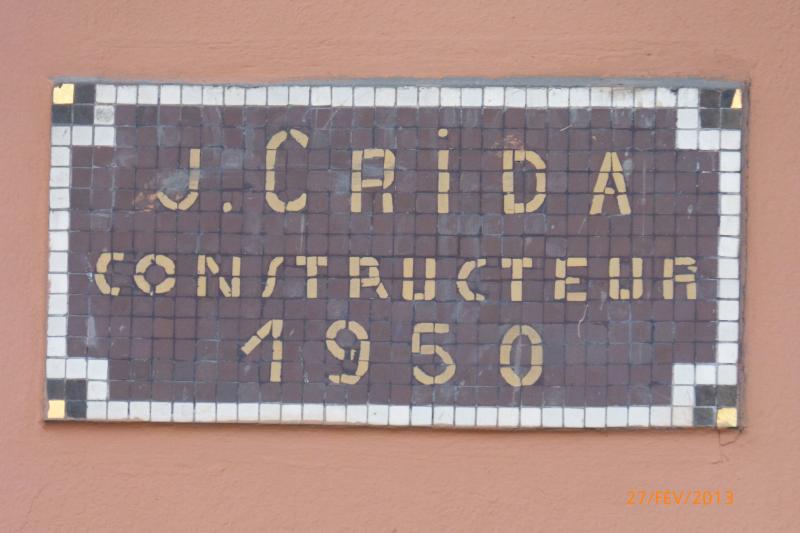 J. CRiDA
CONSTRUCTEUR
1950
27/FEV/2013